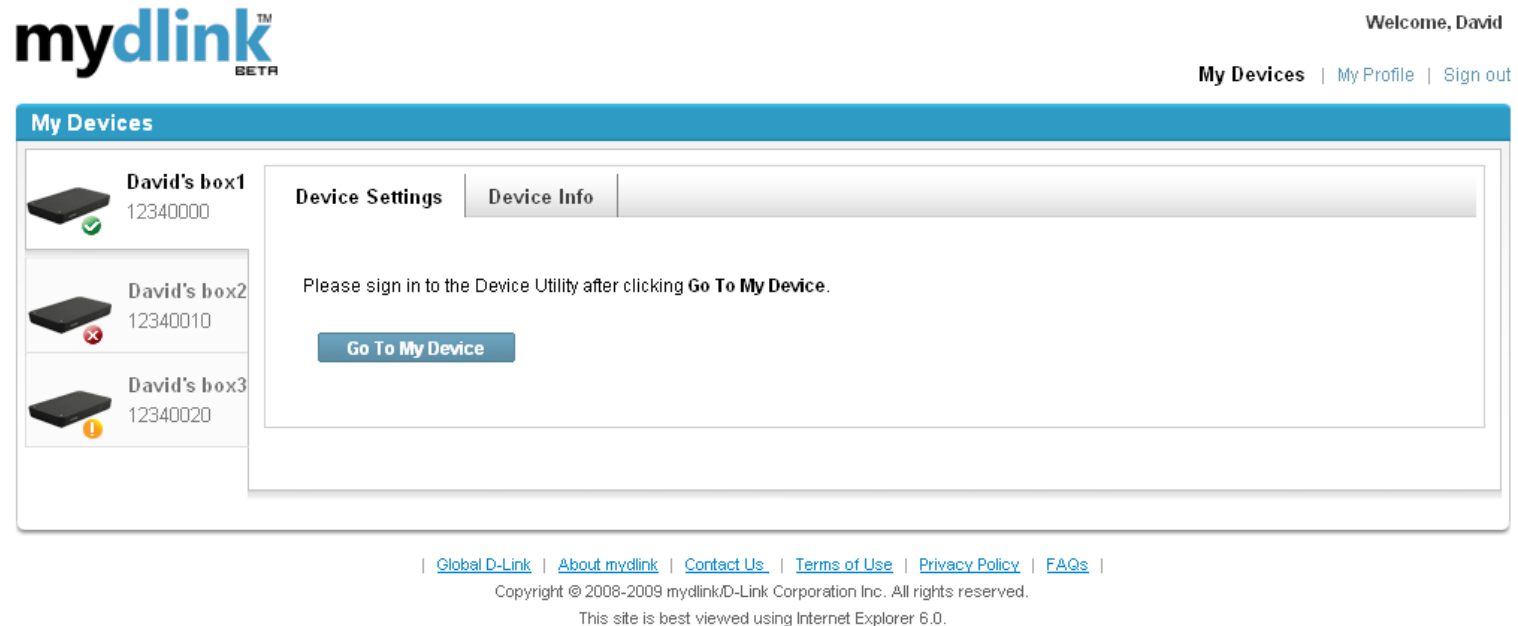 mydlink™
BETA
Welcome, David
My Devices | My Profile | Sign out
My Devices
David's box1
12340000
David's box2
12340010
David's box3
12340020
Device Settings
Device Info
Please sign in to the Device Utility after clicking Go To My Device.
Go To My Device
| Global D-Link | About mydlink | Contact Us | Terms of Use | Privacy Policy | FAQs |
Copyright © 2008-2009 mydlink/D-Link Corporation Inc. All rights reserved.
This site is best viewed using Internet Explorer 6.0.